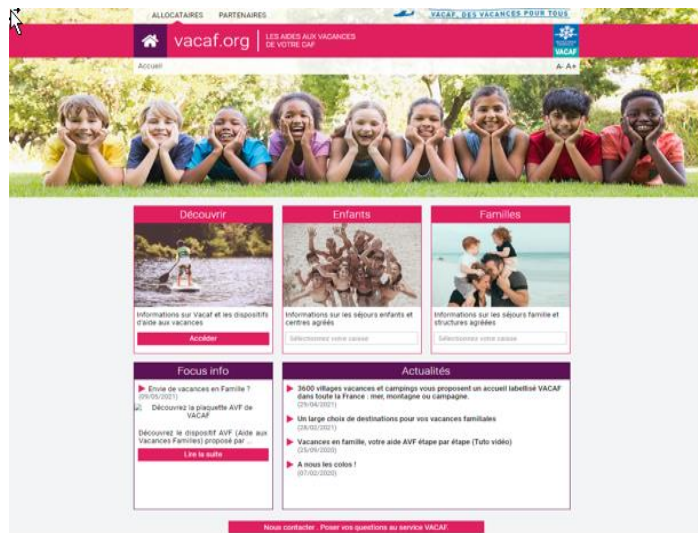 ALLOCATAIRES PARTENAIRES
VACAF, DES VACANCES POUR TOUS
vacaf.org
LES AIDES AUX VACANCES
DE VOTRE CAF
VACAF
Accueil
A- A+
Découvrir
Informations sur Vacaf et les dispositifs
d'aide aux vacances
Accéder
Enfants
Informations sur les séjours enfants et
centres agréés
Sélectionnez votre caisse
Familles
Informations sur les séjours famille et
structures agréées
Sélectionnez votre caisse
Focus info
Envie de vacances en Famille ?
(09/05/2021)
Découvrez la plaquette AVF de
VACAF
Découvrez le dispositif AVF (Aide aux
Vacances Familles) proposé par ...
Lire la suite
Actualités
3600 villages vacances et campings vous proposent un accueil labellisé VACAF
dans toute la France : mer, montagne ou campagne.
(29/04/2021)
Un large choix de destinations pour vos vacances familiales
(28/02/2021)
Vacances en famille, votre aide AVF étape par étape (Tuto vidéo)
(25/09/2020)
A nous les colos !
(07/02/2020)
Nous contacter . Poser vos questions au service VACAF.